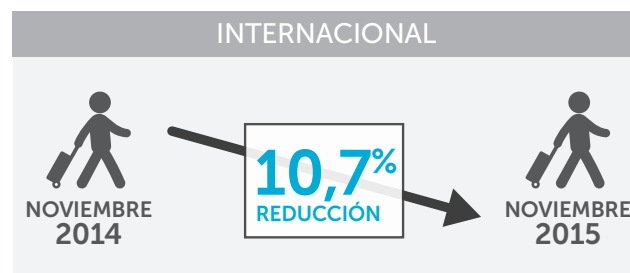 INTERNACIONAL
NOVIEMBRE
2014
10,7%
REDUCCIÓN
NOVIEMBRE
2015